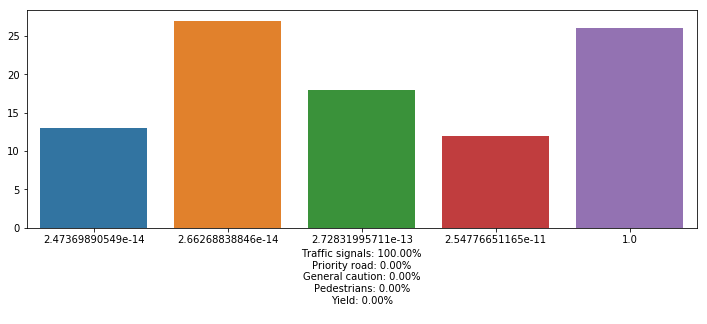 25
20
15
10
5
0
2.47369890549e-14 2.66268838846e-14 2.72831995711e-13 2.54776651165e-11 1.0
Traffic signals: 100.00%
Priority road: 0.00%
General caution: 0.00%
Pedestrians: 0.00%
Yield: 0.00%